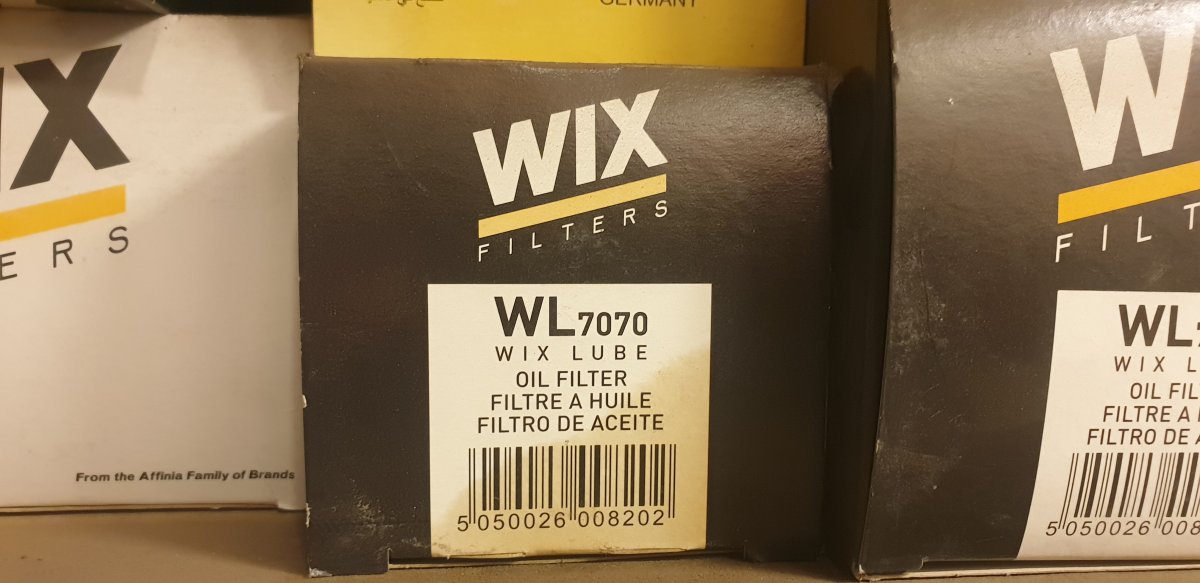 GERMANY
IX
ERS
From the Affinia Family of Brands
WIX
FILTERS
WL7070
WIX LUBE
OIL FILTER
FILTRE A HUILE
FILTRO DE ACEITE
5 050026 008202
W
FILT
WL
WIX L
OIL FIL
FILTRE A
FILTRO DE A
5 050026 008